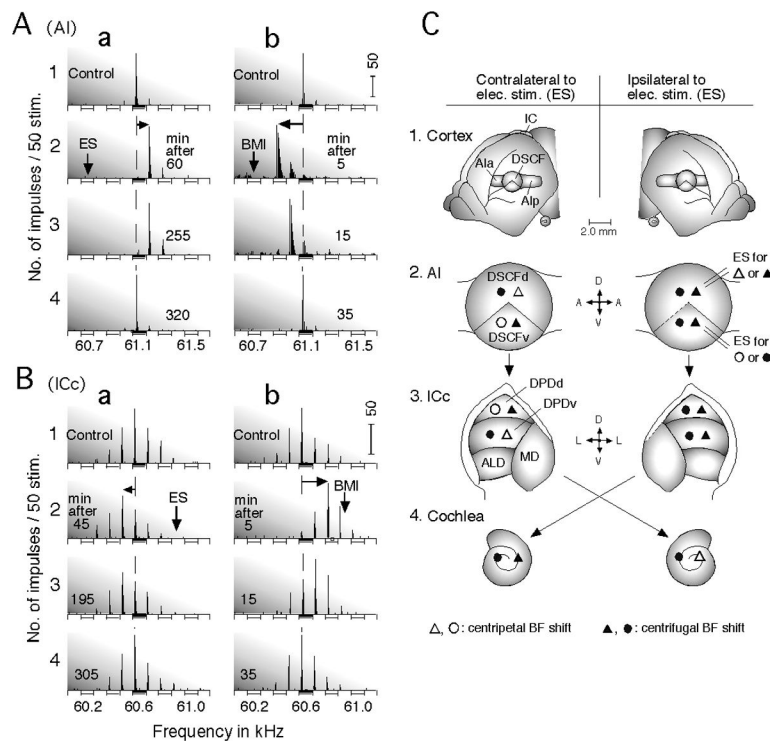 A (AI)
a
b
No. of impulses / 50 stim.
1
Control
Control
50
2
ES
min
after
60
BMI
min
after
5
3
255
15
4
320
35
60.7 61.1 61.5
60.7 61.1 61.5
B (ICc)
a
b
No. of impulses / 50 stim.
1
Control
Control
50
2
min
after
45
ES
min
after
5
BMI
3
195
15
4
305
35
60.2 60.6 61.0
60.2 60.6 61.0
Frequency in kHz
C
Contralateral to
elec. stim. (ES)
Ipsilateral to
elec. stim. (ES)
1. Cortex
IC
AIa
DSCF
AIp
2.0 mm
2. AI
DSCFd
DSCFv
D
A A
V
ES for
△ or ▲
ES for
○ or ●
3. ICc
DPDd
DPDv
ALD
MD
D
L L
V
4. Cochlea
△, ○ : centripetal BF shift
▲, ● : centrifugal BF shift